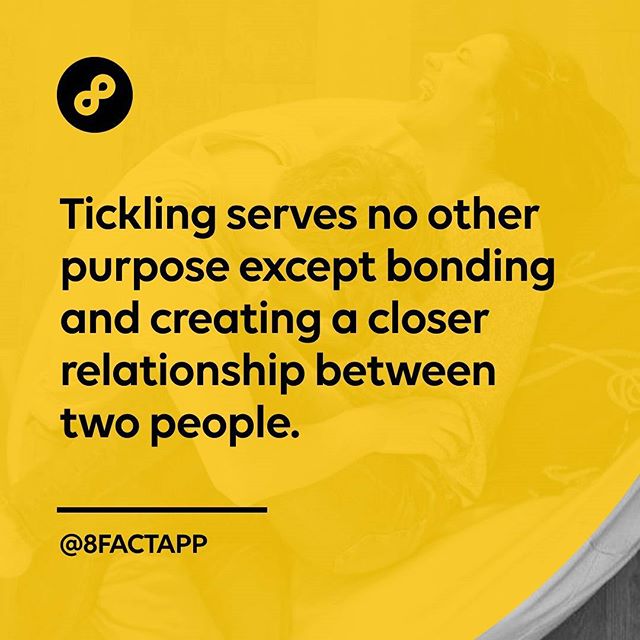 Tickling serves no other
purpose except bonding
and creating a closer
relationship between
two people.
@8FACTAPP